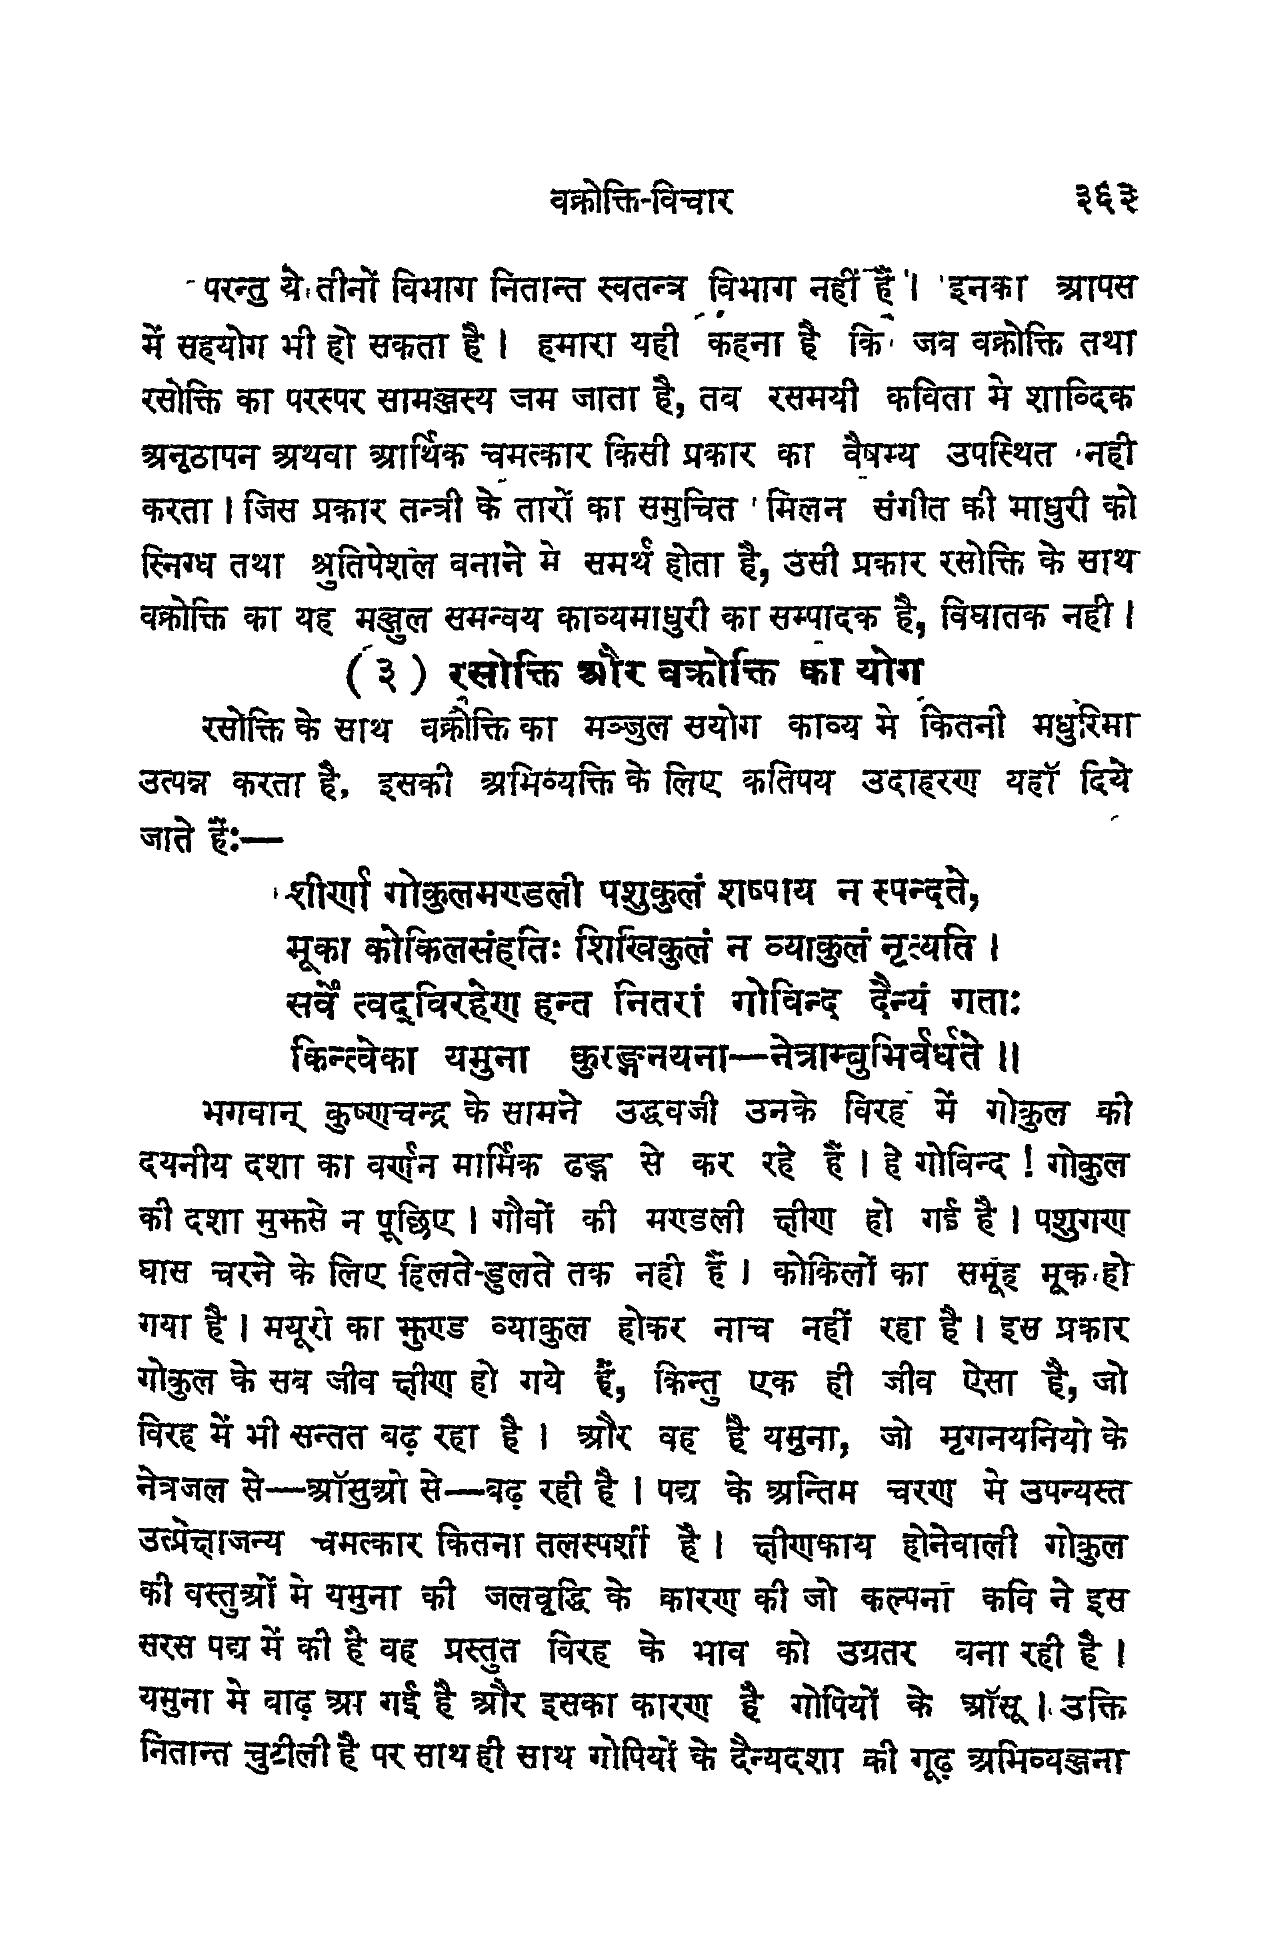 वक्रोक्ति-विचार ३६३
परन्तु ये तीनों विभाग नितान्त स्वतन्त्र विभाग नहीं हैं। इनका आपस
में सहयोग भी हो सकता है। हमारा यही कहना है कि जब वक्रोक्ति तथा
रसोक्ति का परस्पर सामञ्जस्य जम जाता है, तब रसमयी कविता मे शाब्दिक
अनूठापन अथवा आर्थिक चमत्कार किसी प्रकार का वैषम्य उपस्थित नही
करता। जिस प्रकार तन्त्री के तारों का समुचित मिलन संगीत की माधुरी को
स्निग्ध तथा श्रुतिपेशल बनाने मे समर्थ होता है, उसी प्रकार रसोक्ति के साथ
वक्रोक्ति का यह मञ्जुल समन्वय काव्यमाधुरी का सम्पादक है, विघातक नही।
(३) रसोक्ति और वक्रोक्ति का योग
रसोक्ति के साथ वक्रोक्ति का मञ्जुल सयोग काव्य मे कितनी मधुरिमा
उत्पन्न करता है, इसकी अभिव्यक्ति के लिए कतिपय उदाहरण यहाँ दिये
जाते हैं:—
शीर्णा गोकुलमण्डली पशुकुलं शष्पाय न स्पन्दते,
मूका कोकिलसंहतिः शिखिकुलं न व्याकुलं नृत्यति।
सर्वे त्वद्विरहेण हन्त नितरां गोविन्द दैन्यं गताः
किन्त्वेका यमुना कुरङ्गनयना—नेत्राम्बुभिर्वर्धते॥
भगवान् कृष्णचन्द्र के सामने उद्धवजी उनके विरह में गोकुल की
दयनीय दशा का वर्णन मार्मिक ढङ्ग से कर रहे हैं। हे गोविन्द! गोकुल
की दशा मुझसे न पूछिए। गौवों की मण्डली क्षीण हो गई है। पशुगण
घास चरने के लिए हिलते-डुलते तक नही हैं। कोकिलों का समूह मूक हो
गया है। मयूरो का झुण्ड व्याकुल होकर नाच नहीं रहा है। इस प्रकार
गोकुल के सब जीव क्षीण हो गये हैं, किन्तु एक ही जीव ऐसा है, जो
विरह में भी सन्तत बढ़ रहा है। और वह है यमुना, जो मृगनयनियो के
नेत्रजल से—आँसुओ से—बढ़ रही है। पद्य के अन्तिम चरण मे उपन्यस्त
उत्प्रेक्षाजन्य चमत्कार कितना तलस्पर्शी है। क्षीणकाय होनेवाली गोकुल
की वस्तुओं मे यमुना की जलवृद्धि के कारण की जो कल्पना कवि ने इस
सरस पद्य में की है वह प्रस्तुत विरह के भाव को उग्रतर बना रही है।
यमुना मे बाढ़ आ गई है और इसका कारण है गोपियों के आँसू। उक्ति
नितान्त चुटीली है पर साथ ही साथ गोपियों के दैन्यदशा की गूढ़ अभिव्यञ्जना